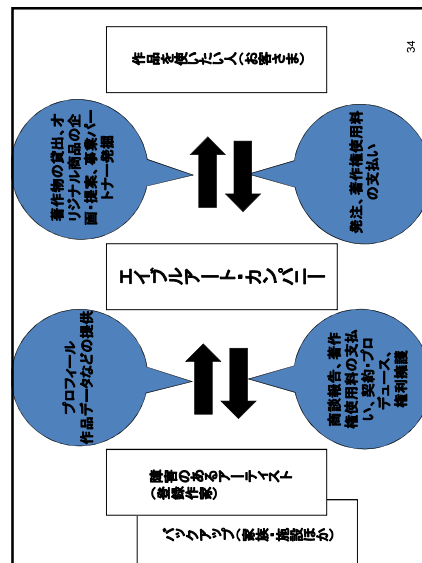 バックアップ(家族・施設ほか)
障害のあるアーティスト
(登録作家)
プロフィール
作品データなどの提供
商談報告、著作
権使用料の支払
い、契約・プロ
デュース、
権利擁護
エイブルアート・カンパニー
著作物の貸出、オ
リジナル商品の企
画・提案、事業パー
トナー発掘
発注、著作権使用料
の支払い
作品を使いたい人(お客さま)
34